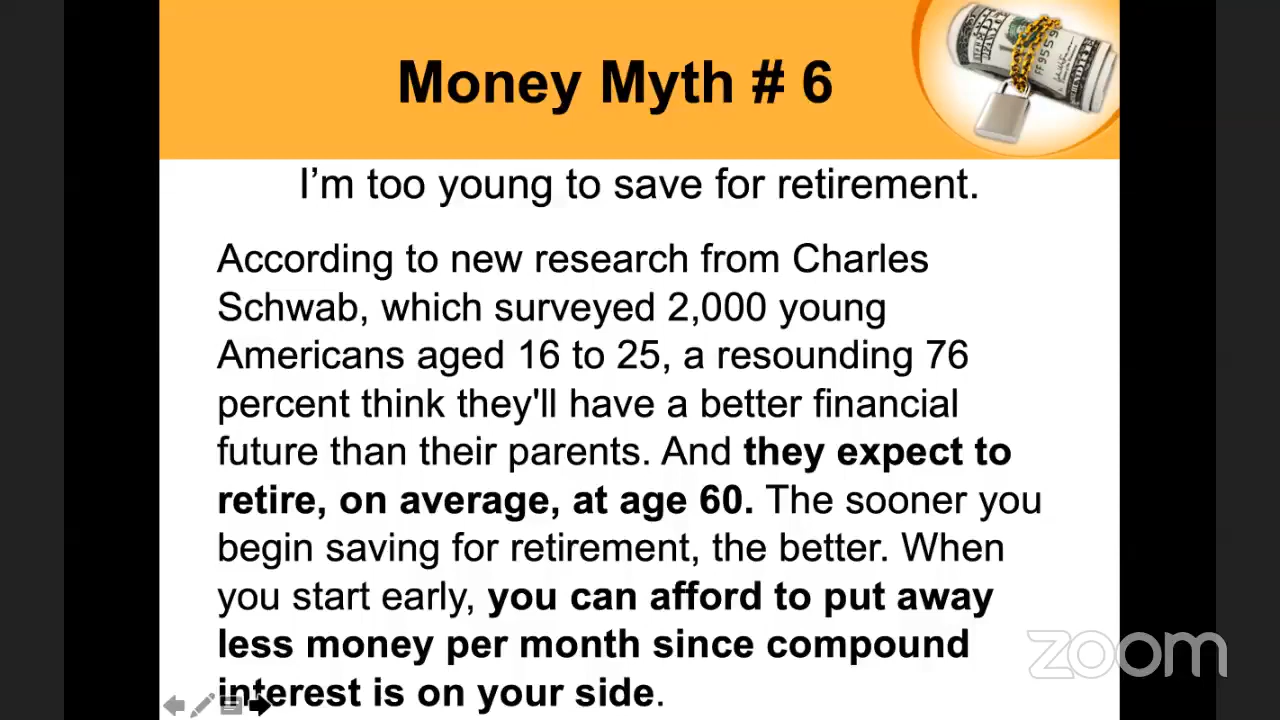 Money Myth # 6
FF9559
I'm too young to save for retirement.
According to new research from Charles
Schwab, which surveyed 2,000 young
Americans aged 16 to 25, a resounding 76
percent think they'll have a better financial
future than their parents. And they expect to
retire, on average, at age 60. The sooner you
begin saving for retirement, the better. When
you start early, you can afford to put away
less money per month since compound
interest is on your side.
zoom